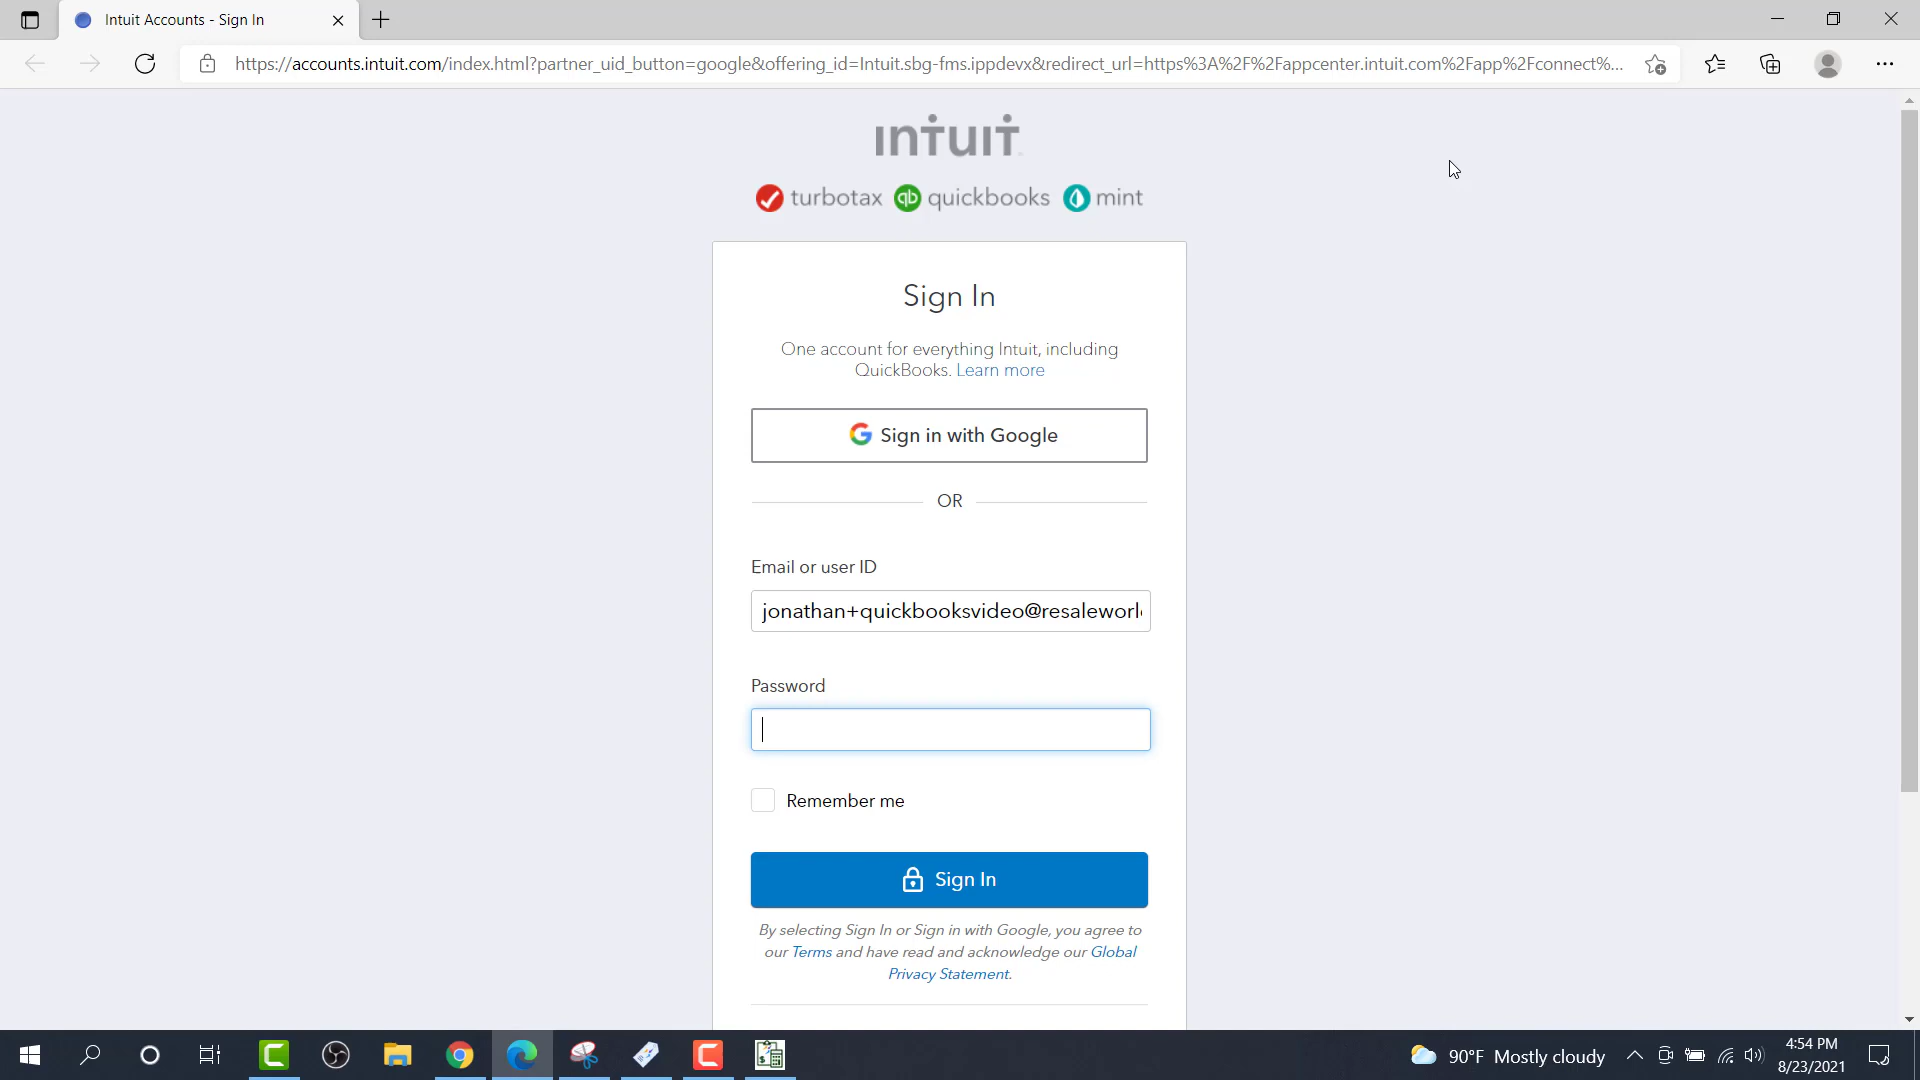 Intuit Accounts - Sign In
https://accounts.intuit.com/index.html?partner_uid_button=google&offering_id=Intuit.sbg-fms.ippdevx&redirect_url=https%3A%2F%2Fappcenter.intuit.com%2Fapp%2Fconnect%...
intuit
turbotax quickbooks mint
Sign In
One account for everything Intuit, including
QuickBooks. Learn more
Sign in with Google
OR
Email or user ID
jonathan+quickbooksvideo@resaleworl
Password
Remember me
Sign In
By selecting Sign In or Sign in with Google, you agree to
our Terms and have read and acknowledge our Global
Privacy Statement.
90°F Mostly cloudy
4:54 PM
8/23/2021